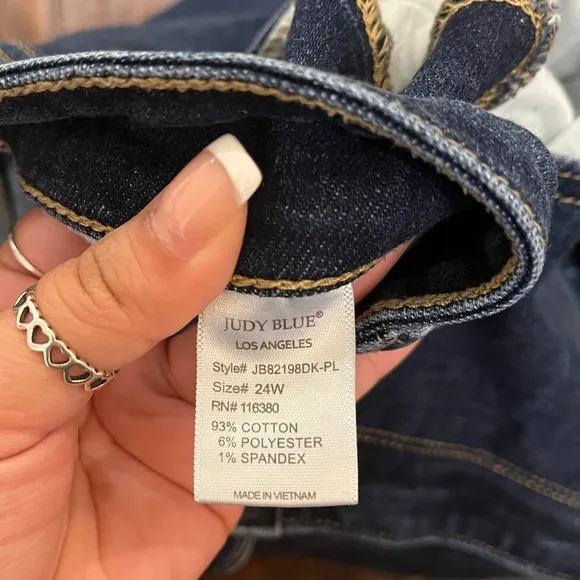 JUDY BLUE®
LOS ANGELES
Style# JB82198DK-PL
Size# 24W
RN# 116380
93% COTTON
6% POLYESTER
1% SPANDEX
MADE IN VIETNAM